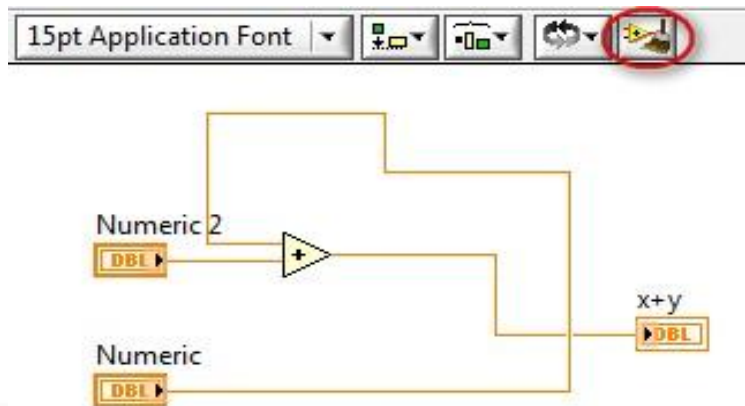 15pt Application Font
Numeric 2
DBL
+
x+y
DBL
Numeric
DBL